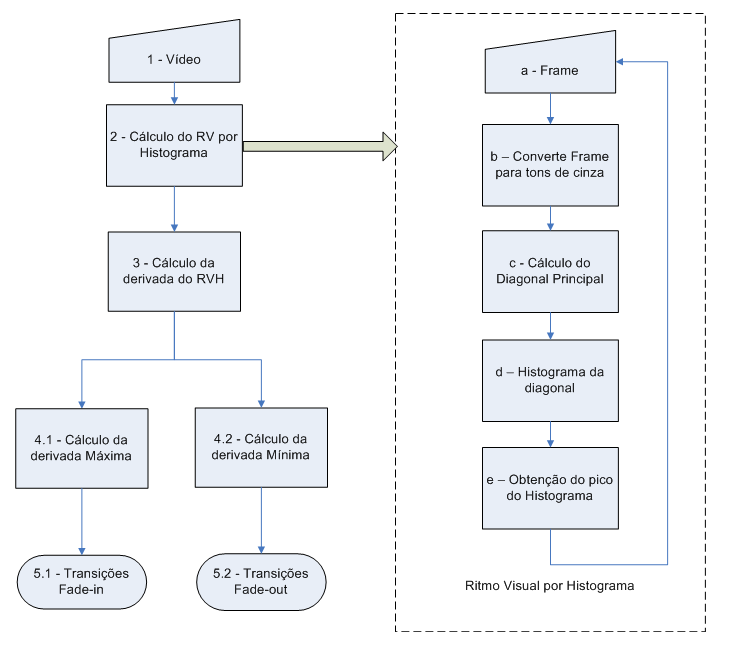 1 - Vídeo
2 - Cálculo do RV por
Histograma
3 - Cálculo da
derivada do RVH
4.1 - Cálculo da
derivada Máxima
4.2 - Cálculo da
derivada Mínima
5.1 - Transições
Fade-in
5.2 - Transições
Fade-out
a - Frame
b – Converte Frame
para tons de cinza
c - Cálculo do
Diagonal Principal
d – Histograma da
diagonal
e – Obtenção do pico
do Histograma
Ritmo Visual por Histograma